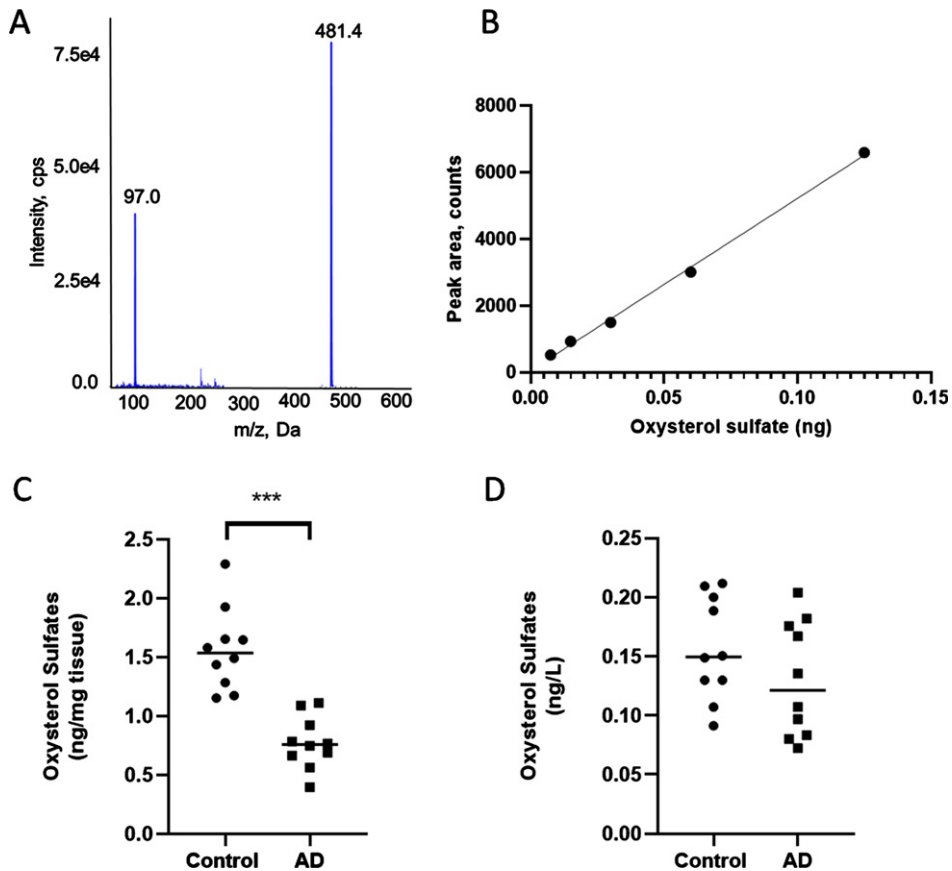 A
Intensity, cps
7.5e4
5.0e4
2.5e4
0.0
481.4
97.0
100 200 300 400 500 600
m/z, Da
B
Peak area, counts
8000
6000
4000
2000
0
0.00 0.05 0.10 0.15
Oxysterol sulfate (ng)
C
***
Oxysterol Sulfates
(ng/mg tissue)
2.5
2.0
1.5
1.0
0.5
0.0
Control AD
D
Oxysterol Sulfates
(ng/L)
0.25
0.20
0.15
0.10
0.05
0.00
Control AD